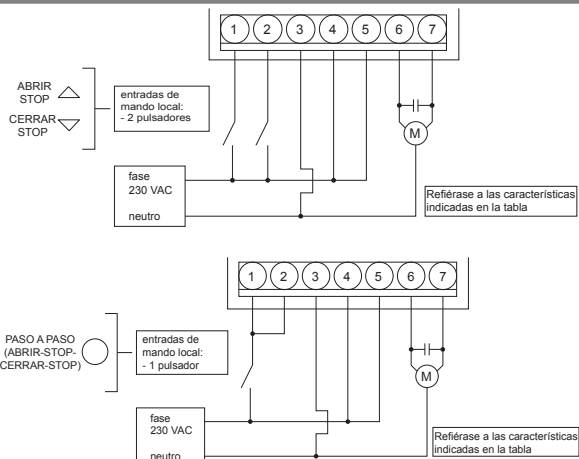 1 2 3 4 5 6 7
ABRIR
STOP
CERRAR
STOP
entradas de
mando local:
- 2 pulsadores
M
fase
230 VAC
neutro
Refiérase a las características
indicadas en la tabla
1 2 3 4 5 6 7
PASO A PASO
(ABRIR-STOP-
CERRAR-STOP)
entradas de
mando local:
- 1 pulsador
M
fase
230 VAC
neutro
Refiérase a las características
indicadas en la tabla